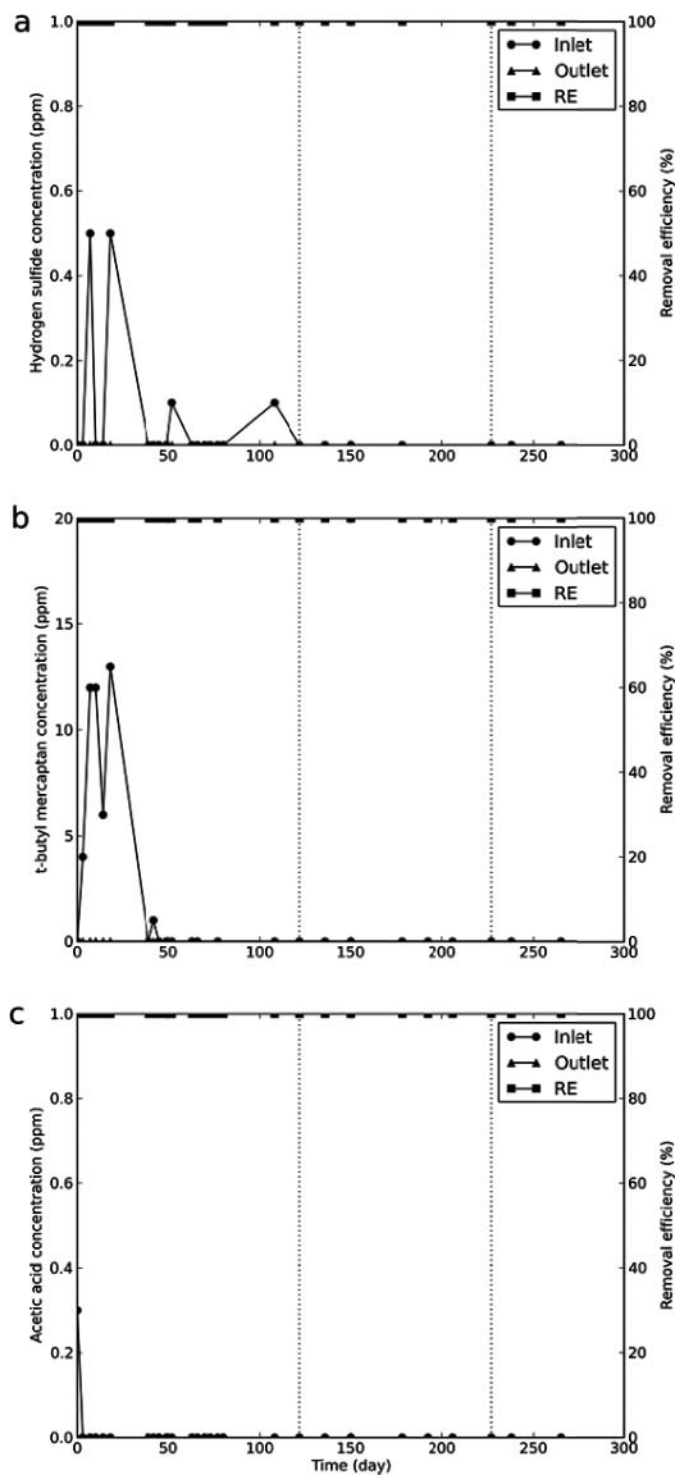 a
1.0
0.8
0.6
0.4
0.2
0.0
Hydrogen sulfide concentration (ppm)
0
50
100
150
200
250
300
100
80
60
40
20
0
Removal efficiency (%)
Inlet
Outlet
RE
b
20
15
10
5
0
t-butyl mercaptan concentration (ppm)
0
50
100
150
200
250
300
100
80
60
40
20
0
Removal efficiency (%)
Inlet
Outlet
RE
c
1.0
0.8
0.6
0.4
0.2
0.0
Acetic acid concentration (ppm)
0
50
100
150
200
250
300
Time (day)
100
80
60
40
20
0
Removal efficiency (%)
Inlet
Outlet
RE